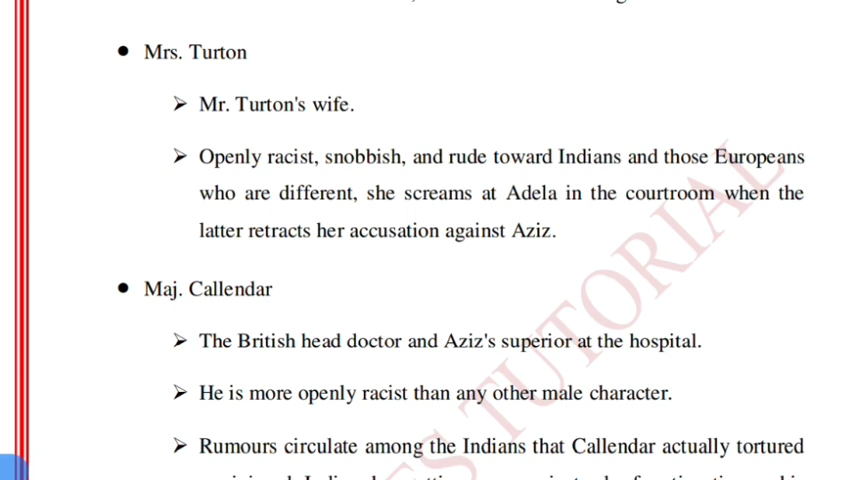 ● Mrs. Turton
➢ Mr. Turton's wife.
➢ Openly racist, snobbish, and rude toward Indians and those Europeans
who are different, she screams at Adela in the courtroom when the
latter retracts her accusation against Aziz.
● Maj. Callendar
➢ The British head doctor and Aziz's superior at the hospital.
➢ He is more openly racist than any other male character.
➢ Rumours circulate among the Indians that Callendar actually tortured
TUTORIAL